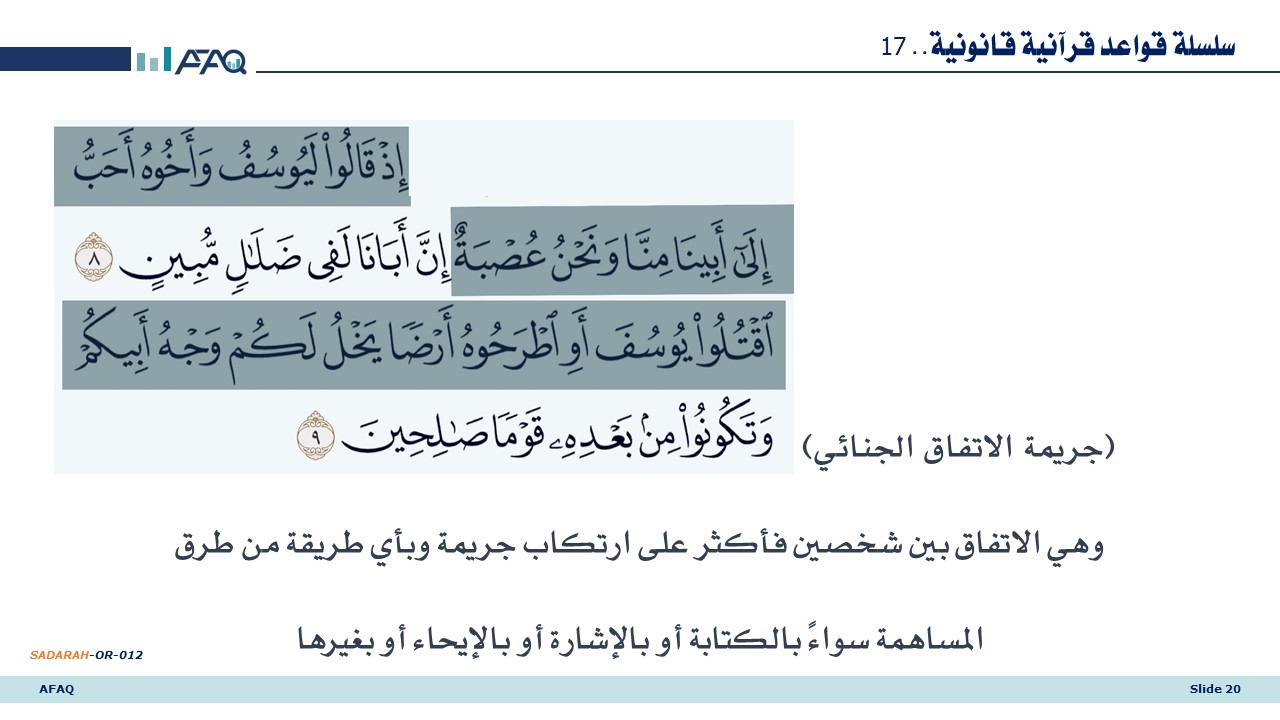 سلسلة قواعد قرآنية قانونية..17
AFAQ
إِذۡ قَالُواْ لَيُوسُفُ وَأَخُوهُ أَحَبُّ
إِلَىٰٓ أَبِينَا مِنَّا وَنَحۡنُ عُصۡبَةٌ إِنَّ أَبَانَا لَفِي ضَلَٰلٖ مُّبِينٍ ٨
ٱقۡتُلُواْ يُوسُفَ أَوِ ٱطۡرَحُوهُ أَرۡضٗا يَخۡلُ لَكُمۡ وَجۡهُ أَبِيكُمۡ
وَتَكُونُواْ مِنۢ بَعۡدِهِۦ قَوۡمٗا صَٰلِحِينَ ٩
(جريمة الاتفاق الجنائي)
وهي الاتفاق بين شخصين فأكثر على ارتكاب جريمة وبأي طريقة من طرق
المساهمة سواءً بالكتابة أو بالإشارة أو بالإيحاء أو بغيرها
SADARAH-OR-012
AFAQ
Slide 20